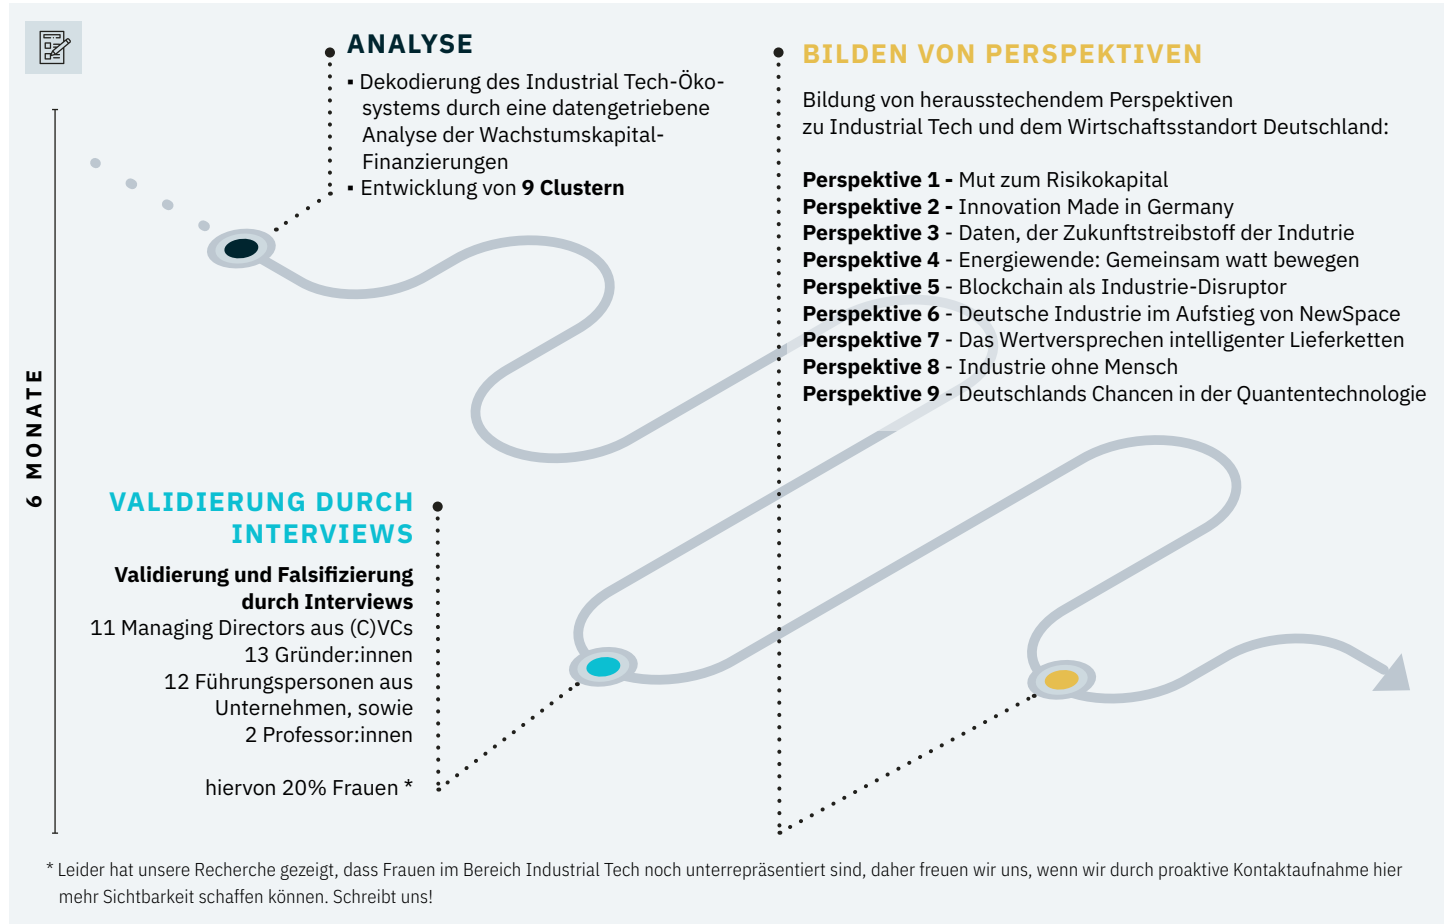 ANALYSE
▪ Dekodierung des Industrial Tech-Öko-
systems durch eine datengetriebene
Analyse der Wachstumskapital-
Finanzierungen
▪ Entwicklung von 9 Clustern
BILDEN VON PERSPEKTIVEN
Bildung von herausstechendem Perspektiven
zu Industrial Tech und dem Wirtschaftsstandort Deutschland:
Perspektive 1 - Mut zum Risikokapital
Perspektive 2 - Innovation Made in Germany
Perspektive 3 - Daten, der Zukunftstreibstoff der Indutrie
Perspektive 4 - Energiewende: Gemeinsam watt bewegen
Perspektive 5 - Blockchain als Industrie-Disruptor
Perspektive 6 - Deutsche Industrie im Aufstieg von NewSpace
Perspektive 7 - Das Wertversprechen intelligenter Lieferketten
Perspektive 8 - Industrie ohne Mensch
Perspektive 9 - Deutschlands Chancen in der Quantentechnologie
6 MONATE
VALIDIERUNG DURCH
INTERVIEWS
Validierung und Falsifizierung
durch Interviews
11 Managing Directors aus (C)VCs
13 Gründer:innen
12 Führungspersonen aus
Unternehmen, sowie
2 Professor:innen
hiervon 20% Frauen *
* Leider hat unsere Recherche gezeigt, dass Frauen im Bereich Industrial Tech noch unterrepräsentiert sind, daher freuen wir uns, wenn wir durch proaktive Kontaktaufnahme hier
mehr Sichtbarkeit schaffen können. Schreibt uns!